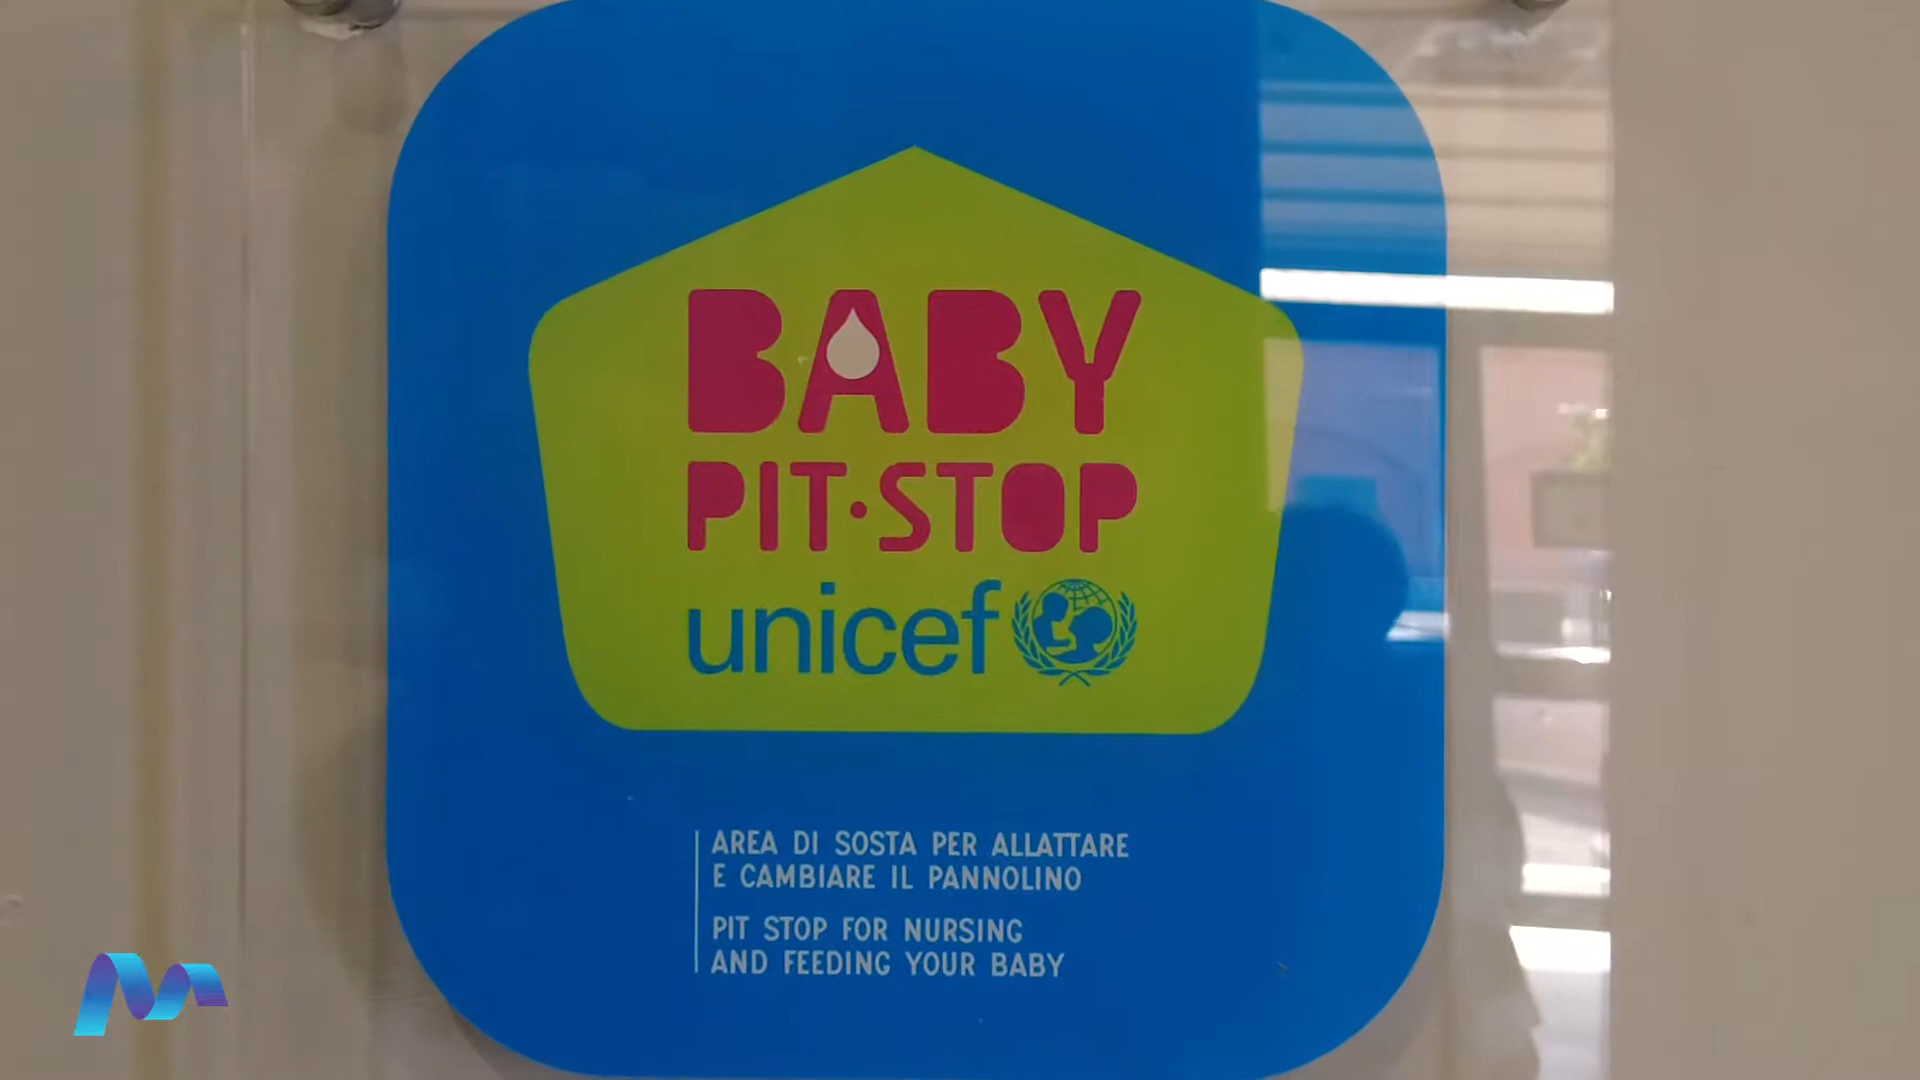 BABY
PIT·STOP
unicef
AREA DI SOSTA PER ALLATTARE
E CAMBIARE IL PANNOLINO
PIT STOP FOR NURSING
AND FEEDING YOUR BABY